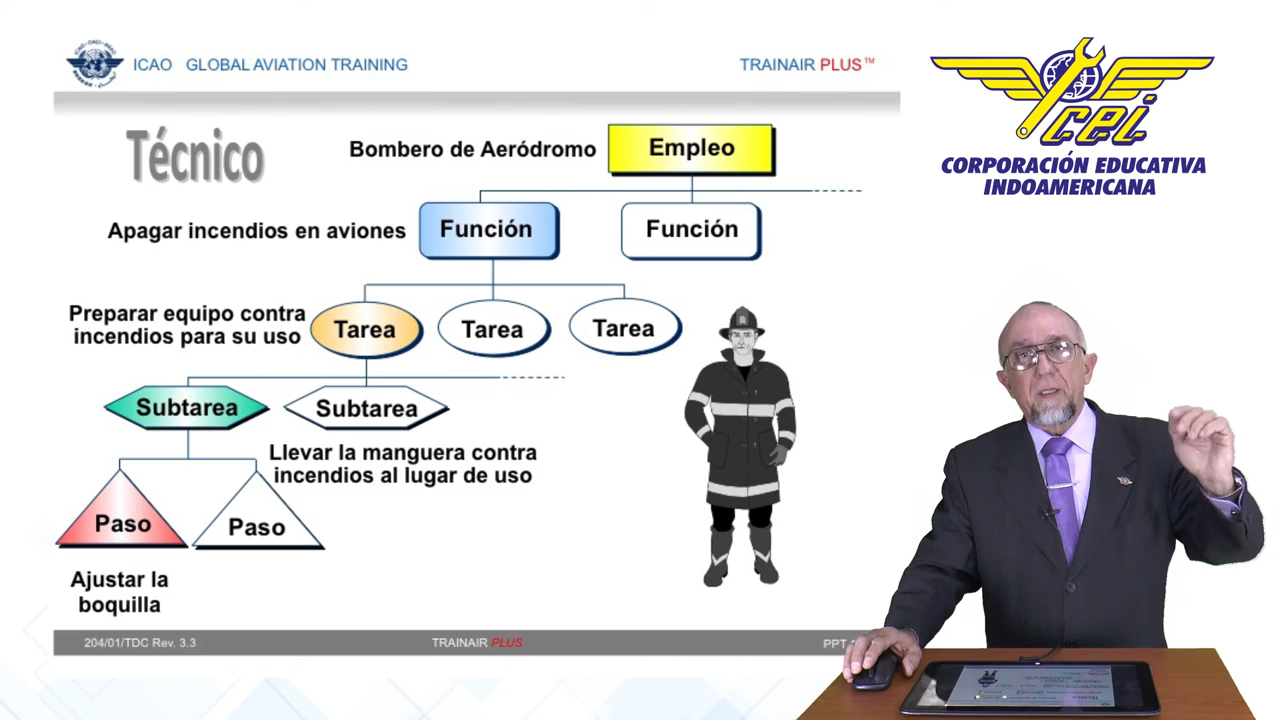 ICAO GLOBAL AVIATION TRAINING
TRAINAIR PLUS™
cei
CORPORACIÓN EDUCATIVA
INDOAMERICANA
Técnico
Bombero de Aeródromo
Empleo
Apagar incendios en aviones
Función
Función
Preparar equipo contra
incendios para su uso
Tarea
Tarea
Tarea
Subtarea
Subtarea
Llevar la manguera contra
incendios al lugar de uso
Paso
Paso
Ajustar la
boquilla
204/01/TDC Rev. 3.3
TRAINAIR PLUS
PPT